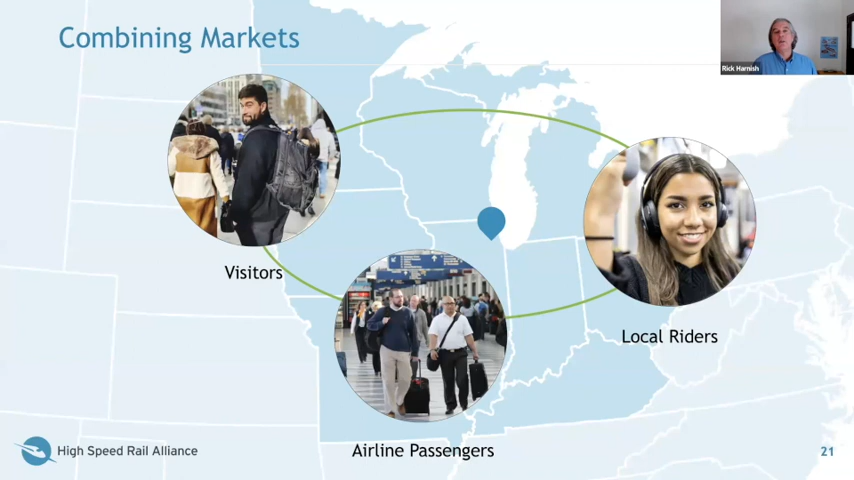 Combining Markets
Rick Harnish
Visitors
Local Riders
Airline Passengers
High Speed Rail Alliance
21